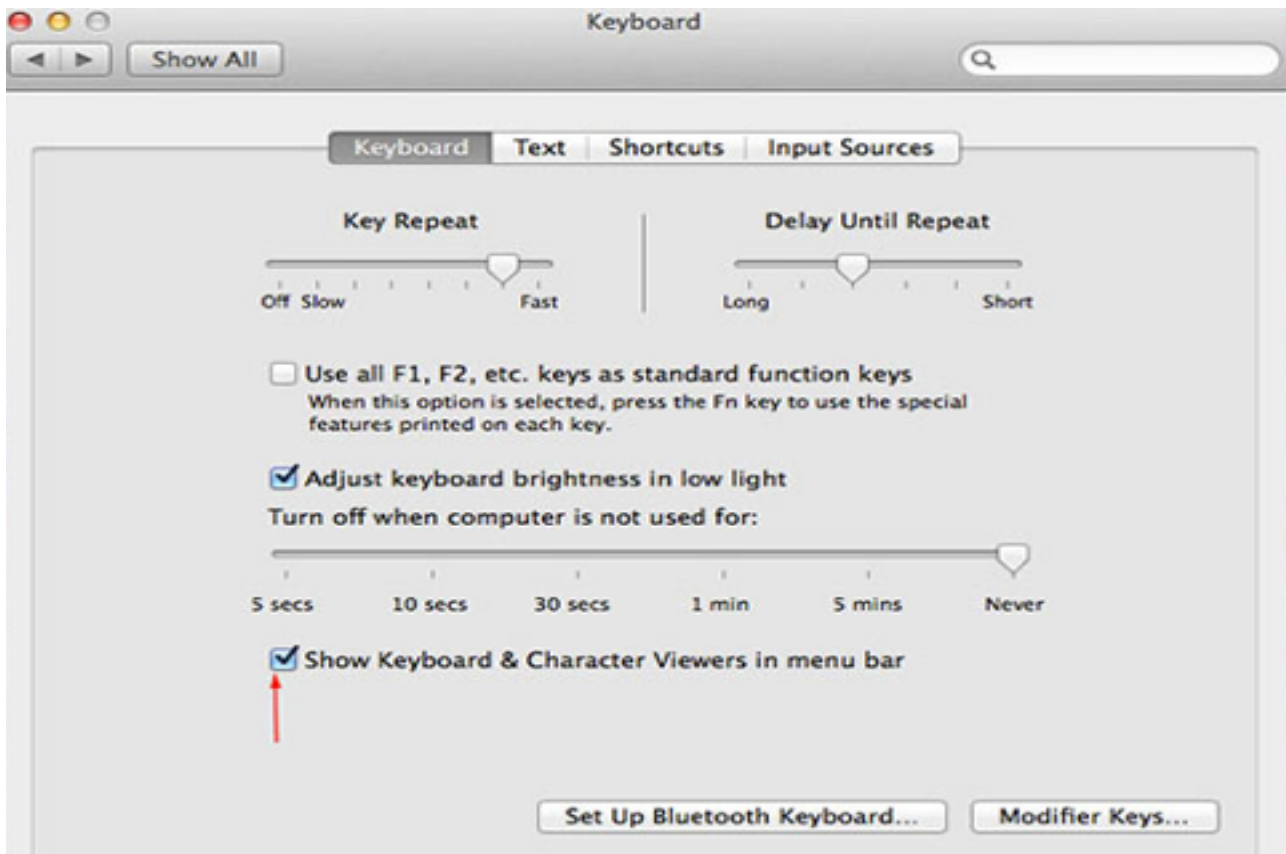 Keyboard
Show All
Keyboard Text Shortcuts Input Sources
Key Repeat Delay Until Repeat
Off Slow Fast Long Short
Use all F1, F2, etc. keys as standard function keys
When this option is selected, press the Fn key to use the special
features printed on each key.
Adjust keyboard brightness in low light
Turn off when computer is not used for:
5 secs 10 secs 30 secs 1 min 5 mins Never
Show Keyboard & Character Viewers in menu bar
Set Up Bluetooth Keyboard... Modifier Keys...